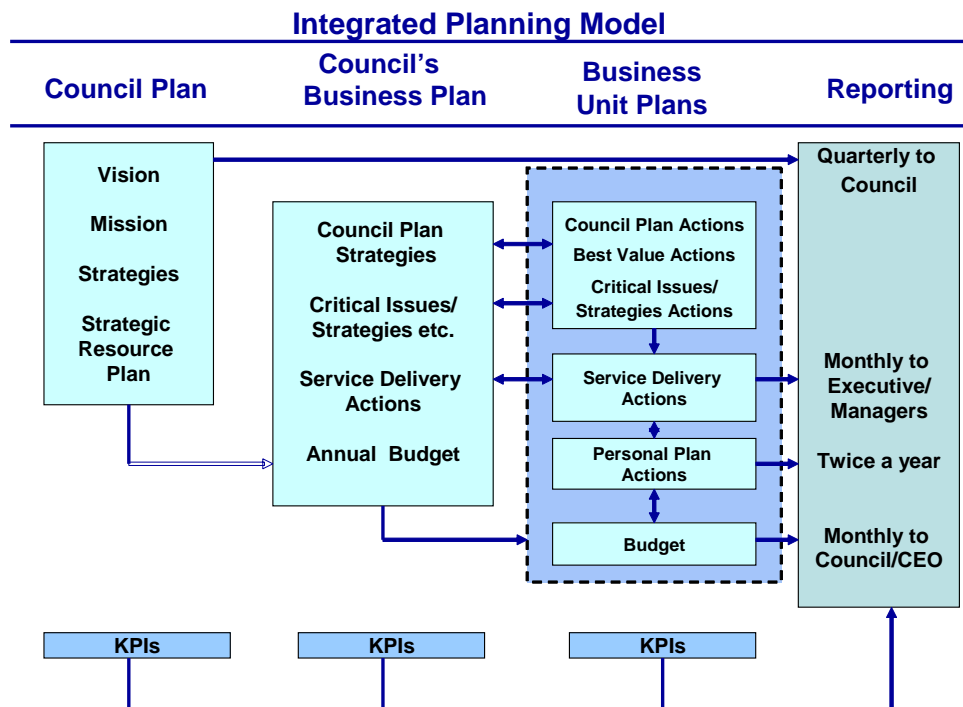 Integrated Planning Model
Council Plan
Council's
Business Plan
Business
Unit Plans
Reporting
Vision
Mission
Strategies
Strategic
Resource
Plan
Council Plan
Strategies
Critical Issues/
Strategies etc.
Service Delivery
Actions
Annual Budget
Council Plan Actions
Best Value Actions
Critical Issues/
Strategies Actions
Service Delivery
Actions
Personal Plan
Actions
Budget
Quarterly to
Council
Monthly to
Executive/
Managers
Twice a year
Monthly to
Council/CEO
KPIs
KPIs
KPIs